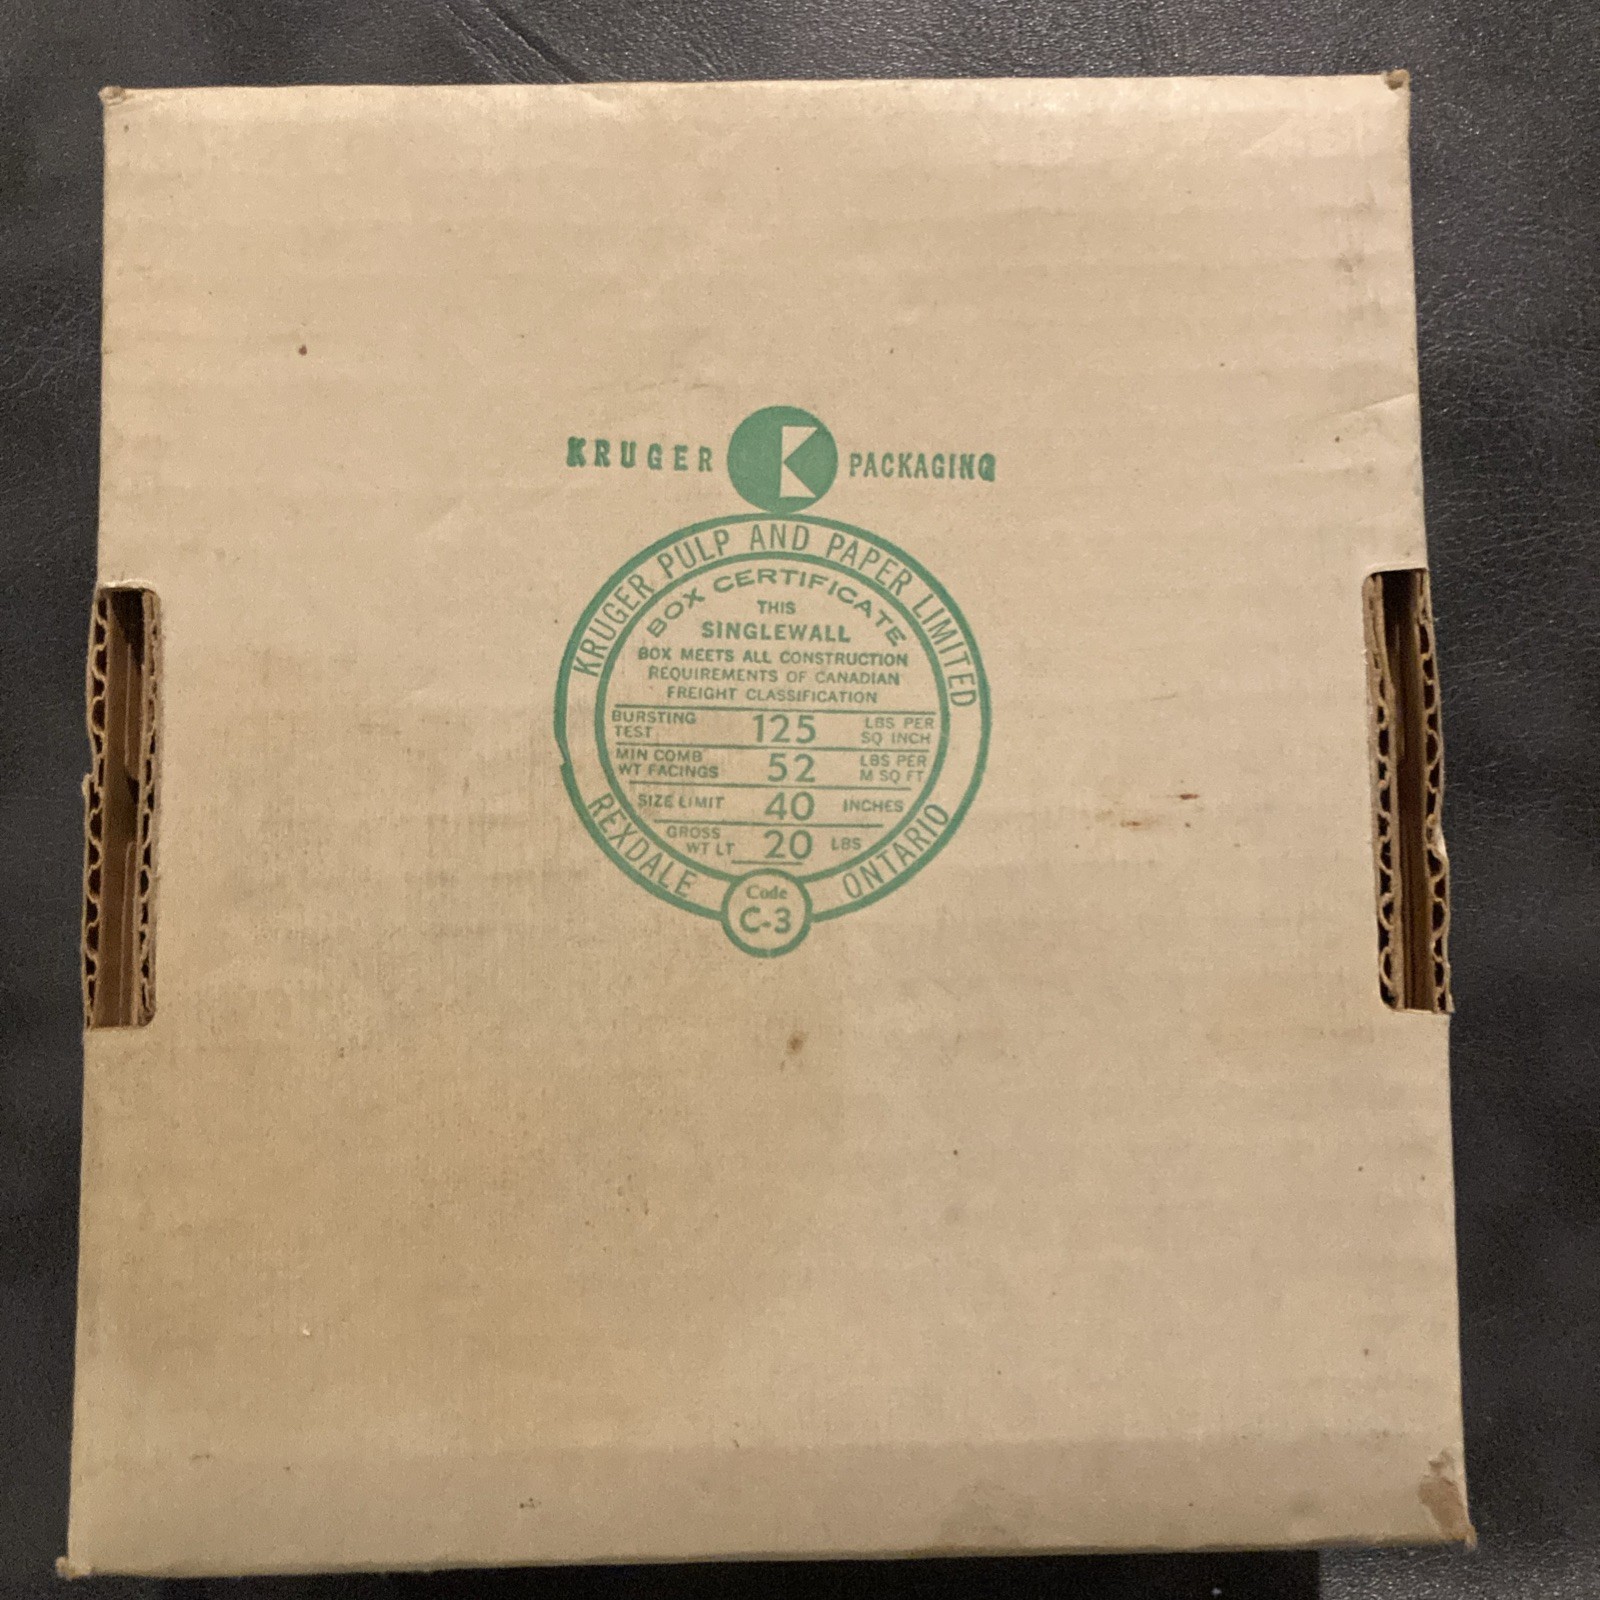 KRUGER K PACKAGING
KRUGER PULP AND PAPER LIMITED
BOX CERTIFICATE
THIS
SINGLEWALL
BOX MEETS ALL CONSTRUCTION
REQUIREMENTS OF CANADIAN
FREIGHT CLASSIFICATION
BURSTING TEST 125 LBS PER SQ INCH
MIN COMB WT FACINGS 52 LBS PER M SQ FT
SIZE LIMIT 40 INCHES
GROSS WT LT 20 LBS
REXDALE ONTARIO
Code
C-3